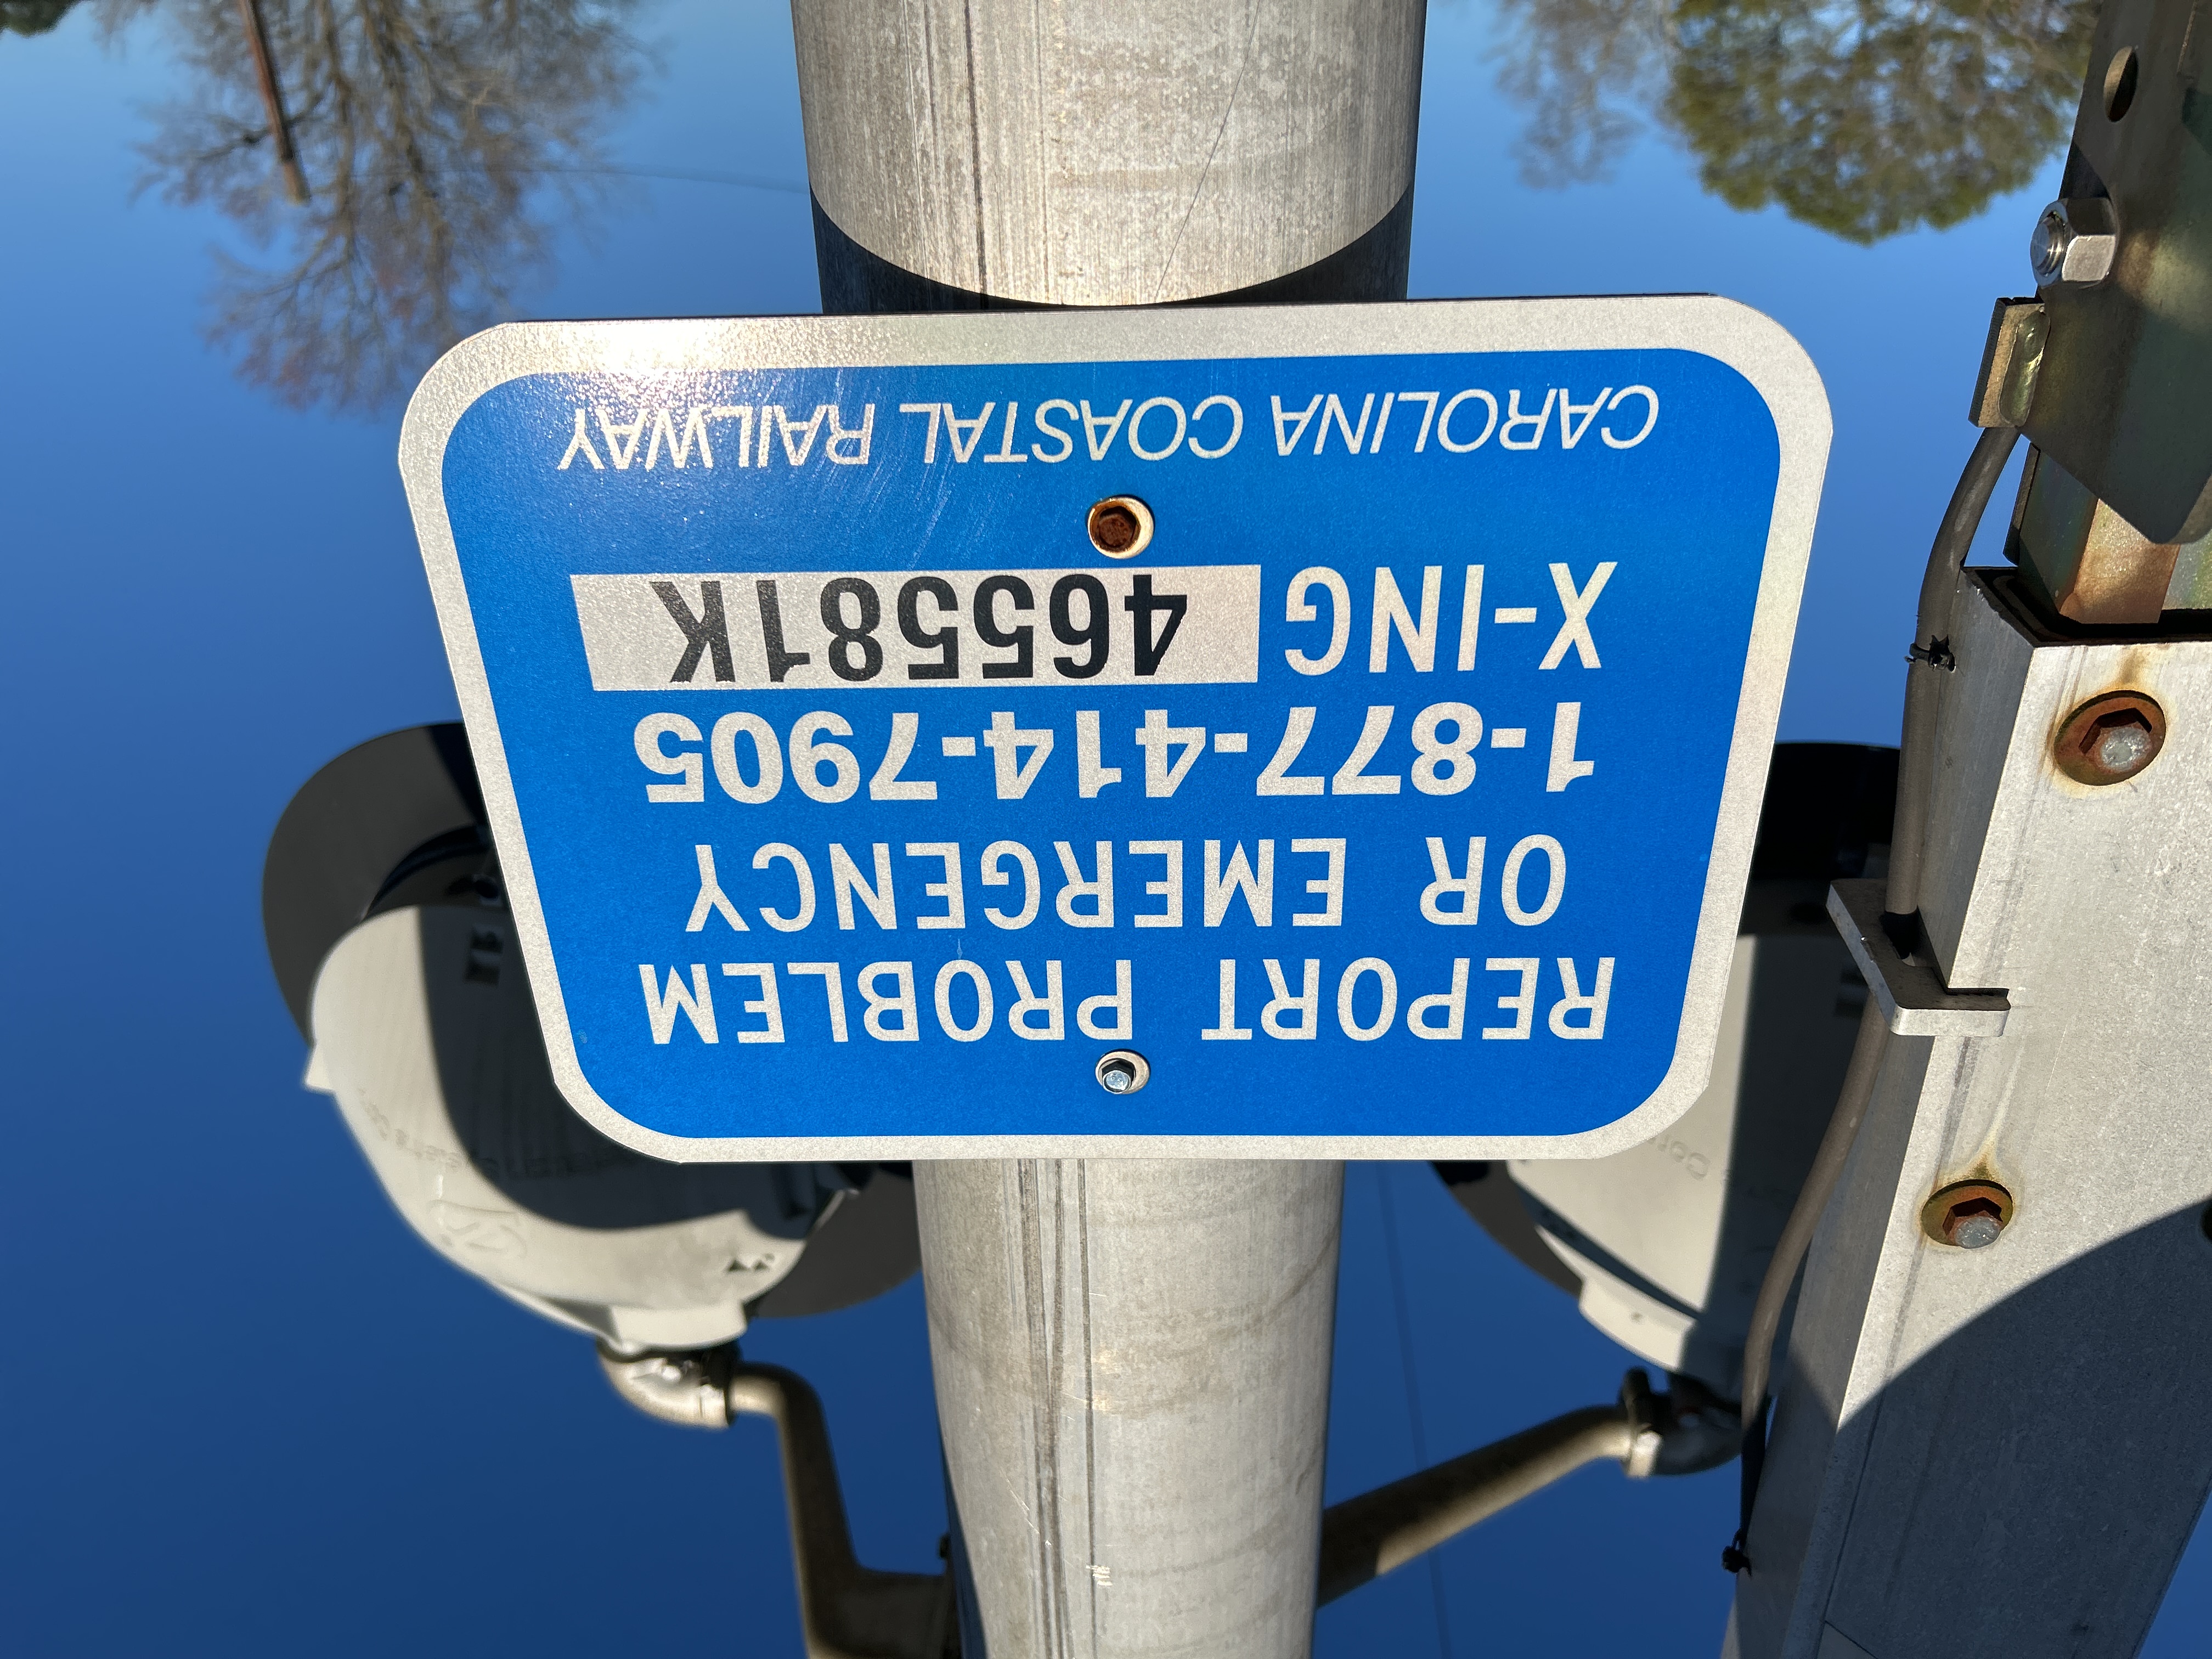 REPORT PROBLEM
OR EMERGENCY
1-877-414-7905
X-ING 465581K
CAROLINA COASTAL RAILWAY